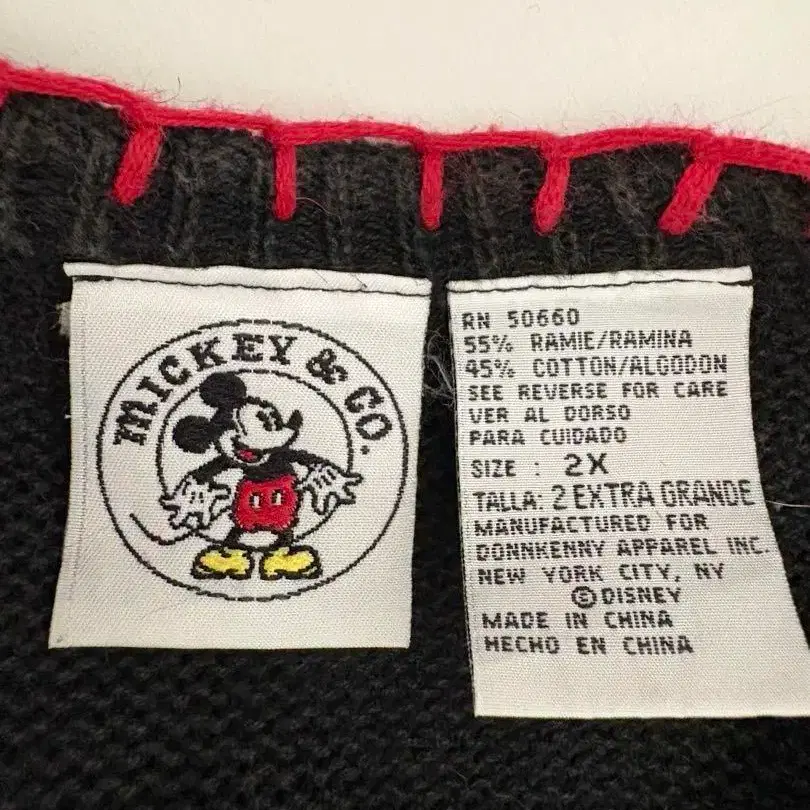 MICKEY & CO.
RN 50660
55% RAMIE/RAMINA
45% COTTON/ALGODON
SEE REVERSE FOR CARE
VER AL DORSO
PARA CUIDADO
SIZE : 2X
TALLA: 2 EXTRA GRANDE
MANUFACTURED FOR
DONNKENNY APPAREL INC.
NEW YORK CITY, NY
©DISNEY
MADE IN CHINA
HECHO EN CHINA